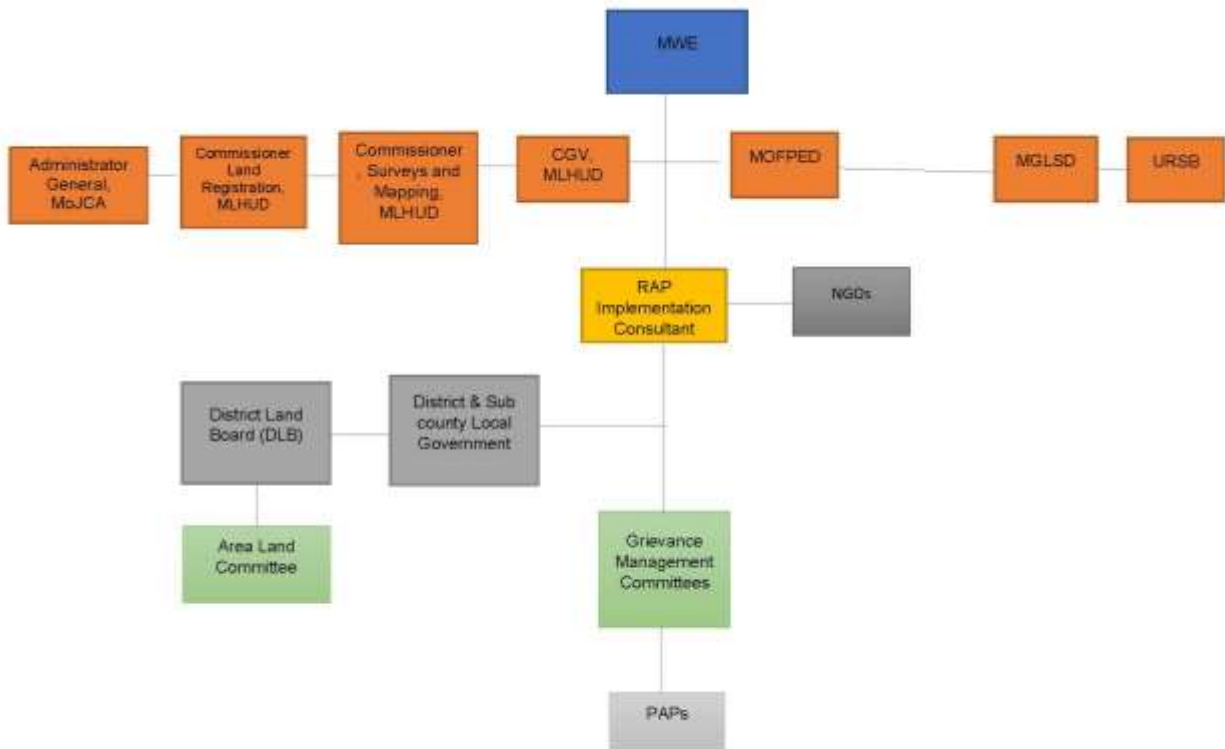 MWE
Administrator
General,
MoJCA
Commissioner
Land
Registration,
MLHUD
Commissioner
, Surveys and
Mapping,
MLHUD
CGV,
MLHUD
MOFPED
MGLSD
URSB
RAP
Implementation
Consultant
NGOs
District Land
Board (DLB)
District & Sub
county Local
Government
Area Land
Committee
Grievance
Management
Committees
PAPs